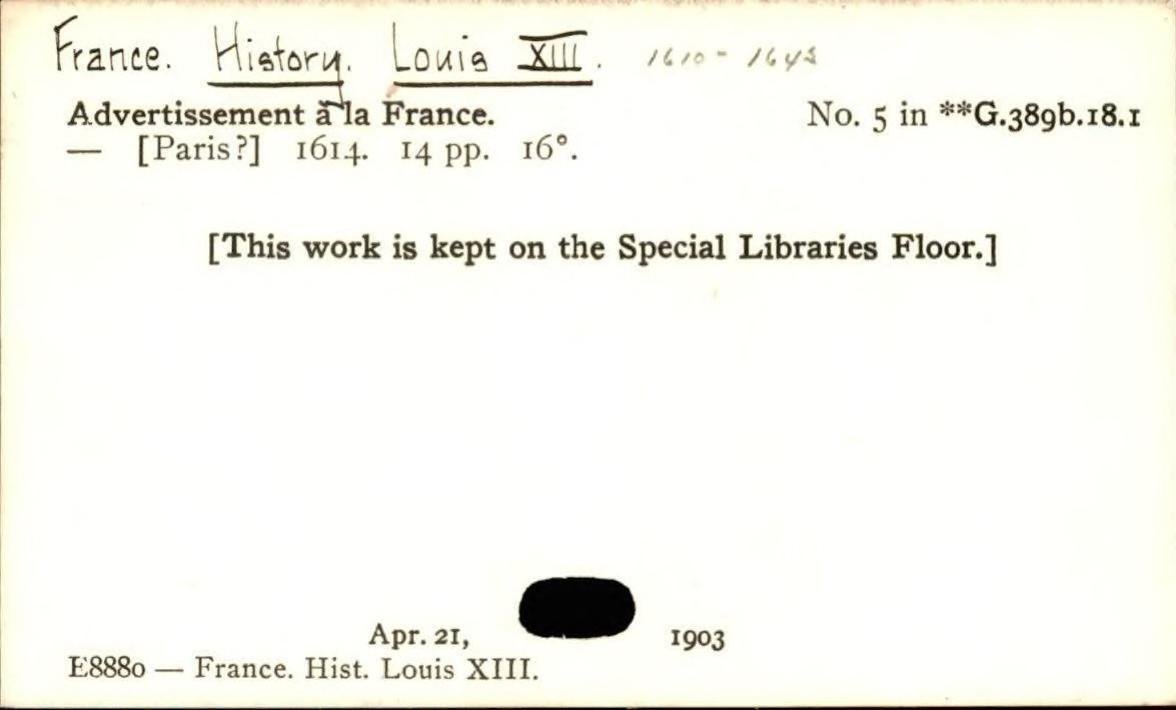 France. History. Louis XIII. 1610-1643
Advertissement à la France. No. 5 in **G.389b.18.1
— [Paris?] 1614. 14 pp. 16°.
[This work is kept on the Special Libraries Floor.]
Apr. 21, 1903
E8880 — France. Hist. Louis XIII.